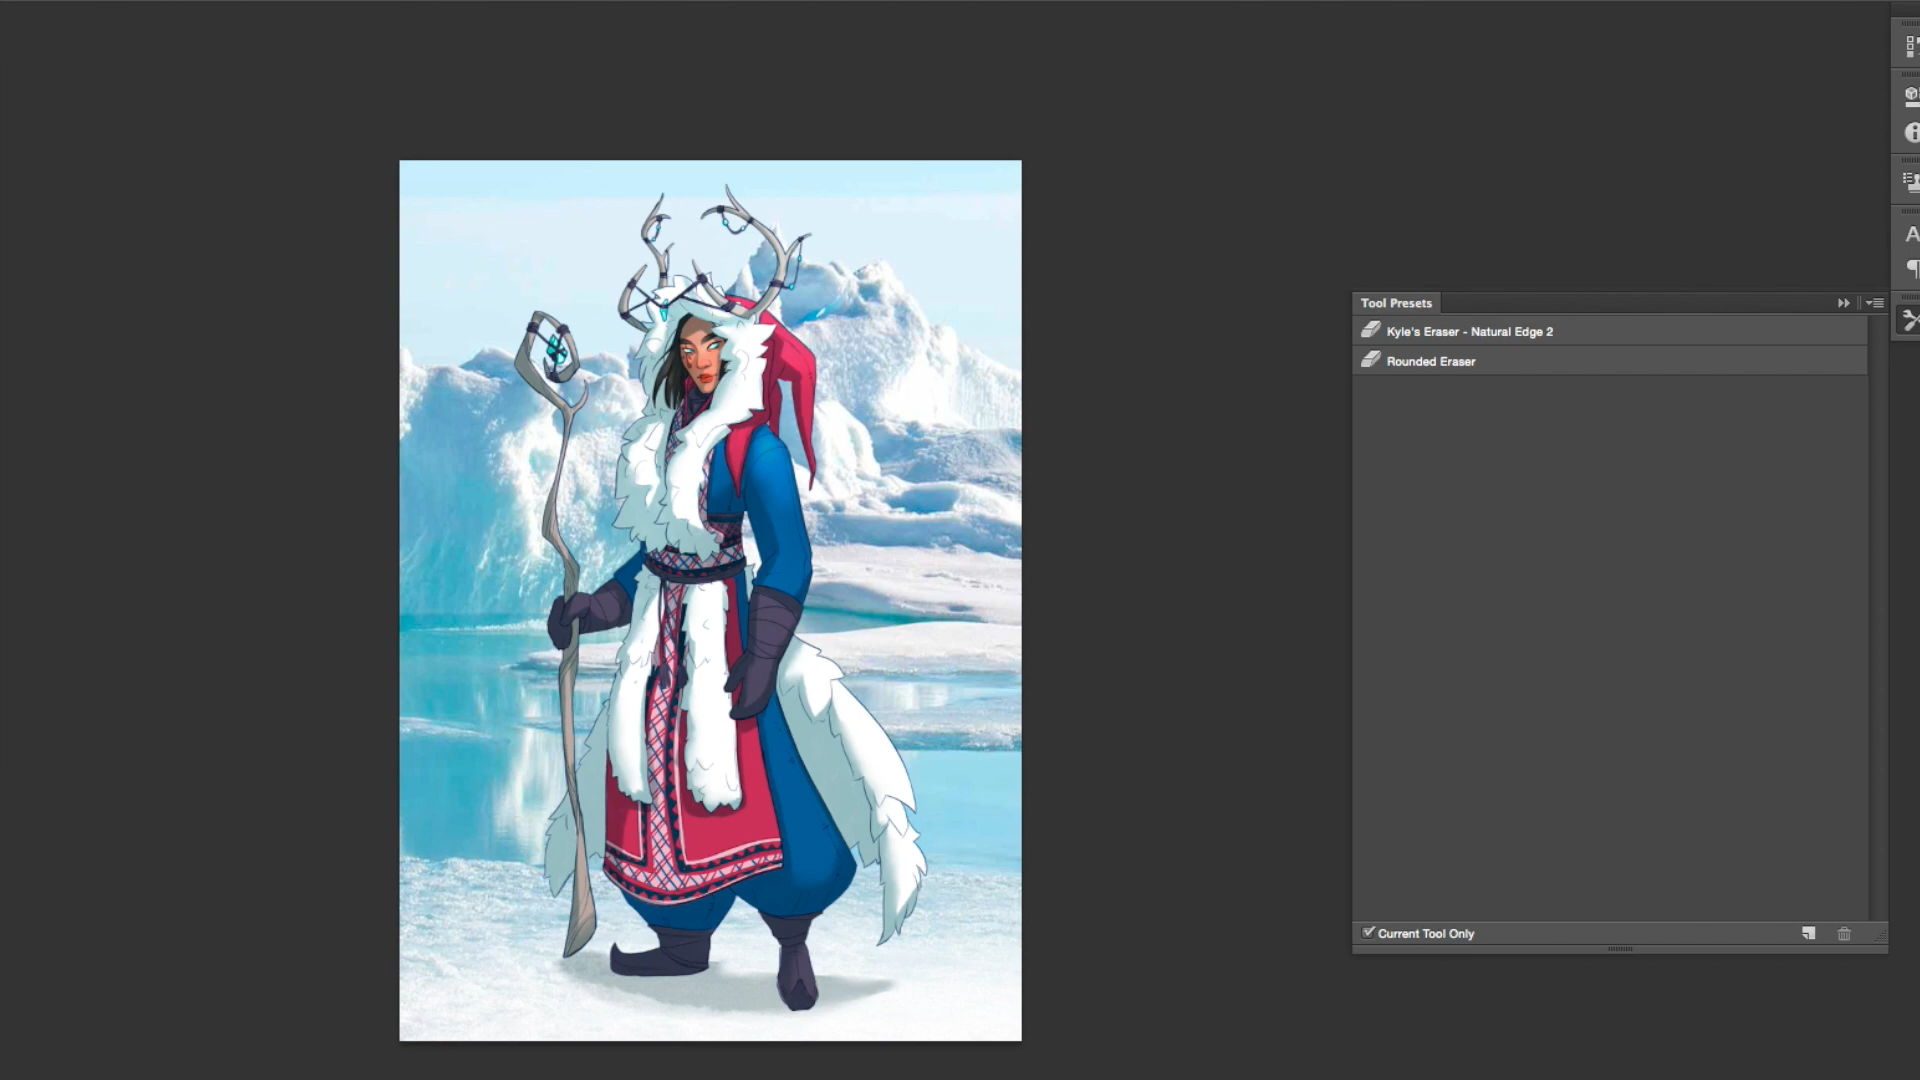 Tool Presets
Kyle's Eraser - Natural Edge 2
Rounded Eraser
Current Tool Only